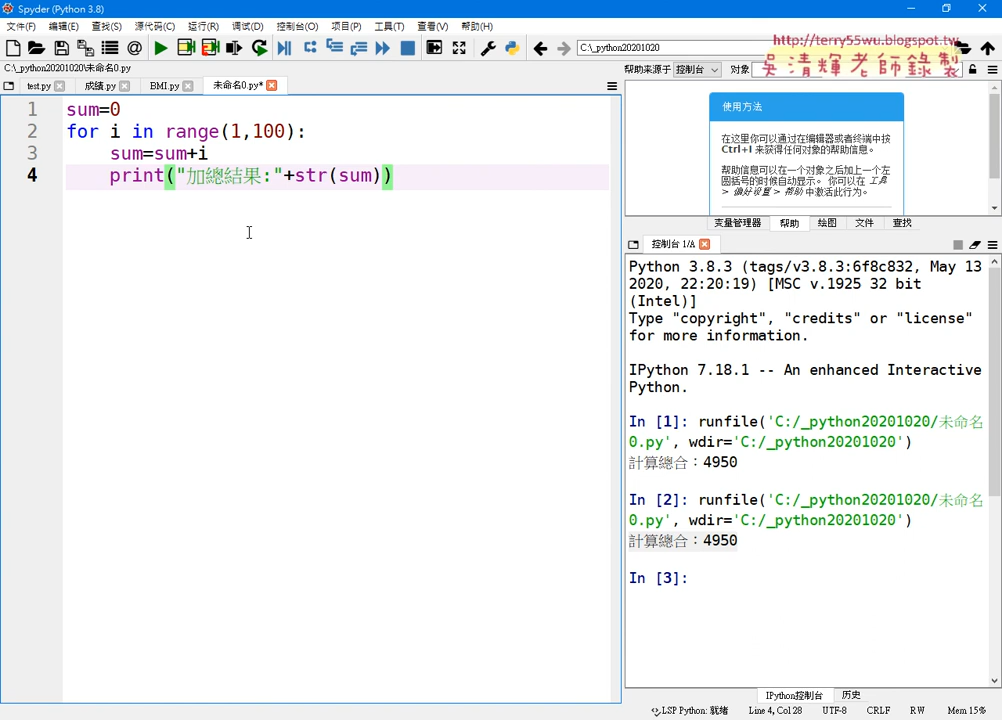 Spyder (Python 3.8)
文件(F) 编辑(E) 查找(S) 源代码(C) 运行(R) 调试(D) 控制台(O) 项目(P) 工具(T) 查看(V) 帮助(H)
C:\_python20201020
http://terry55wu.blogspot.tw
吳清輝老師錄製
C:\_python20201020\未命名0.py
帮助来源于 控制台 对象
test.py 成绩.py BMI.py 未命名0.py*
1 sum=0
2 for i in range(1,100):
3 sum=sum+i
4 print("加總結果:"+str(sum))
使用方法
在这里你可以通过在编辑器或者终端中按
Ctrl+I 来获得任何对象的帮助信息。
帮助信息可以在一个对象之后加上一个左
圆括号的时候自动显示。 你可以在 工具
> 偏好设置 > 帮助 中激活此行为。
变量管理器 帮助 绘图 文件 查找
控制台 1/A
Python 3.8.3 (tags/v3.8.3:6f8c832, May 13
2020, 22:20:19) [MSC v.1925 32 bit
(Intel)]
Type "copyright", "credits" or "license"
for more information.
IPython 7.18.1 -- An enhanced Interactive
Python.
In [1]: runfile('C:/_python20201020/未命名
0.py', wdir='C:/_python20201020')
計算總合：4950
In [2]: runfile('C:/_python20201020/未命名
0.py', wdir='C:/_python20201020')
計算總合：4950
In [3]:
IPython控制台 历史
LSP Python: 就绪 Line 4, Col 28 UTF-8 CRLF RW Mem 15%